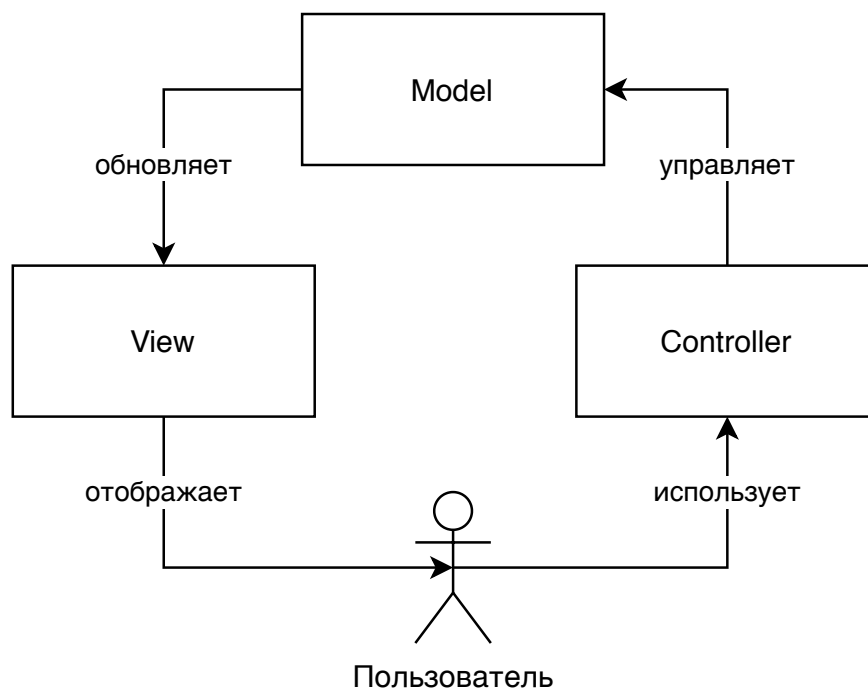 Model
обновляет
управляет
View
Controller
отображает
использует
Пользователь